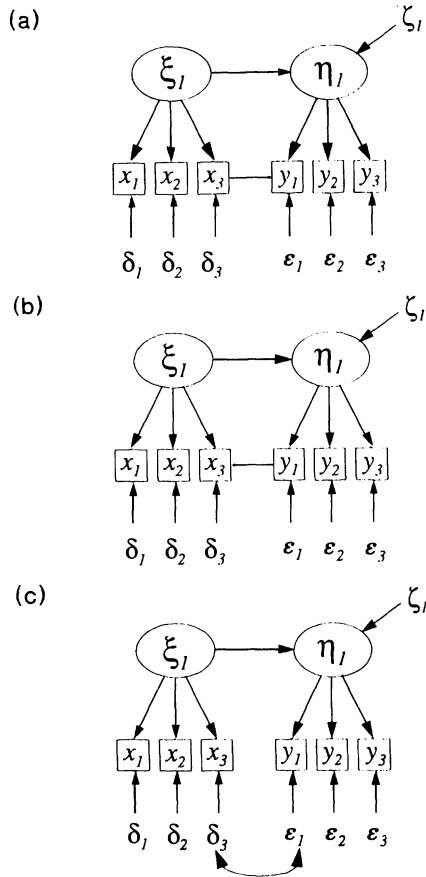 (a)
ζ1
ξ1 η1
x1 x2 x3 y1 y2 y3
δ1 δ2 δ3 ε1 ε2 ε3
(b)
ζ1
ξ1 η1
x1 x2 x3 y1 y2 y3
δ1 δ2 δ3 ε1 ε2 ε3
(c)
ζ1
ξ1 η1
x1 x2 x3 y1 y2 y3
δ1 δ2 δ3 ε1 ε2 ε3